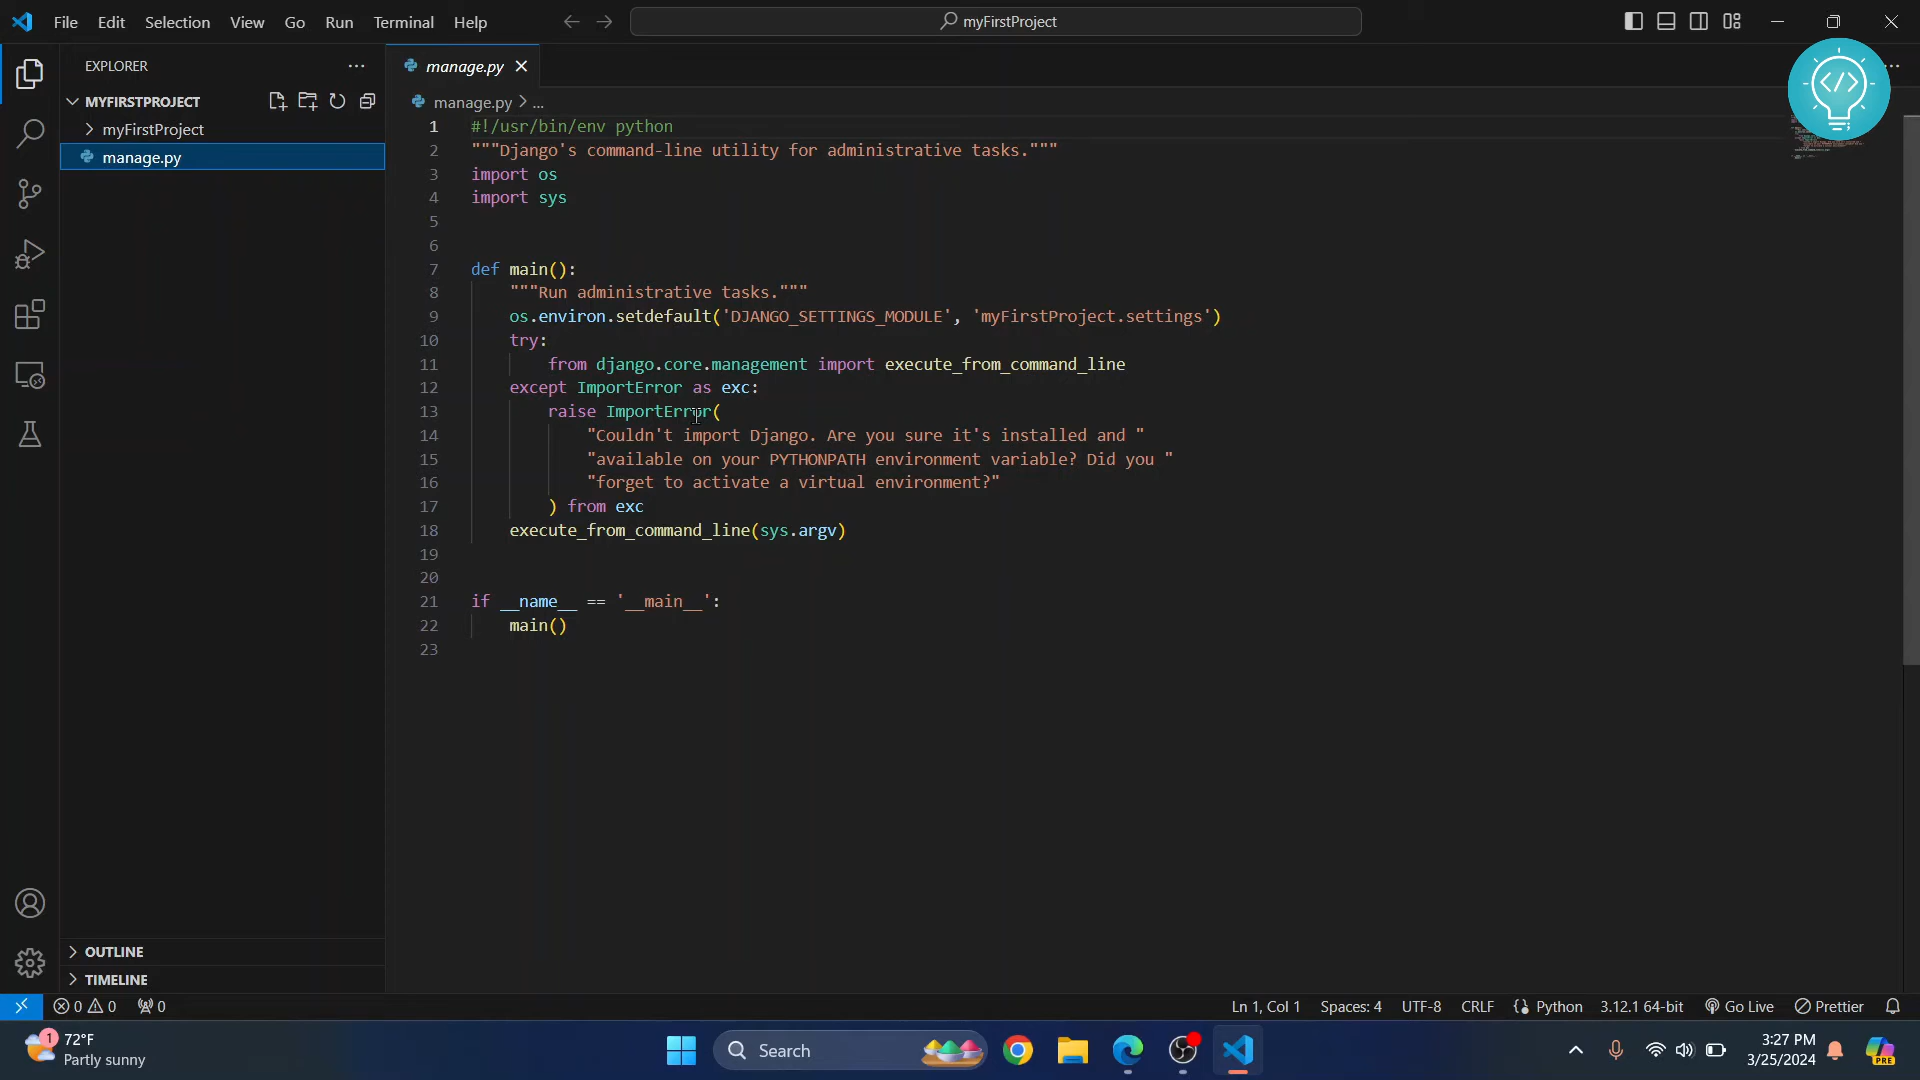 File Edit Selection View Go Run Terminal Help
myFirstProject
EXPLORER
MYFIRSTPROJECT
myFirstProject
manage.py
OUTLINE
TIMELINE
manage.py
manage.py > ...
1 #!/usr/bin/env python
2 """Django's command-line utility for administrative tasks."""
3 import os
4 import sys
5
6
7 def main():
8 """Run administrative tasks."""
9 os.environ.setdefault('DJANGO_SETTINGS_MODULE', 'myFirstProject.settings')
10 try:
11 from django.core.management import execute_from_command_line
12 except ImportError as exc:
13 raise ImportError(
14 "Couldn't import Django. Are you sure it's installed and "
15 "available on your PYTHONPATH environment variable? Did you "
16 "forget to activate a virtual environment?"
17 ) from exc
18 execute_from_command_line(sys.argv)
19
20
21 if __name__ == '__main__':
22 main()
23
</>
0 0 0 Ln 1, Col 1 Spaces: 4 UTF-8 CRLF {} Python 3.12.1 64-bit Go Live Prettier
1
72°F
Partly sunny
Search
PRE
3:27 PM
3/25/2024